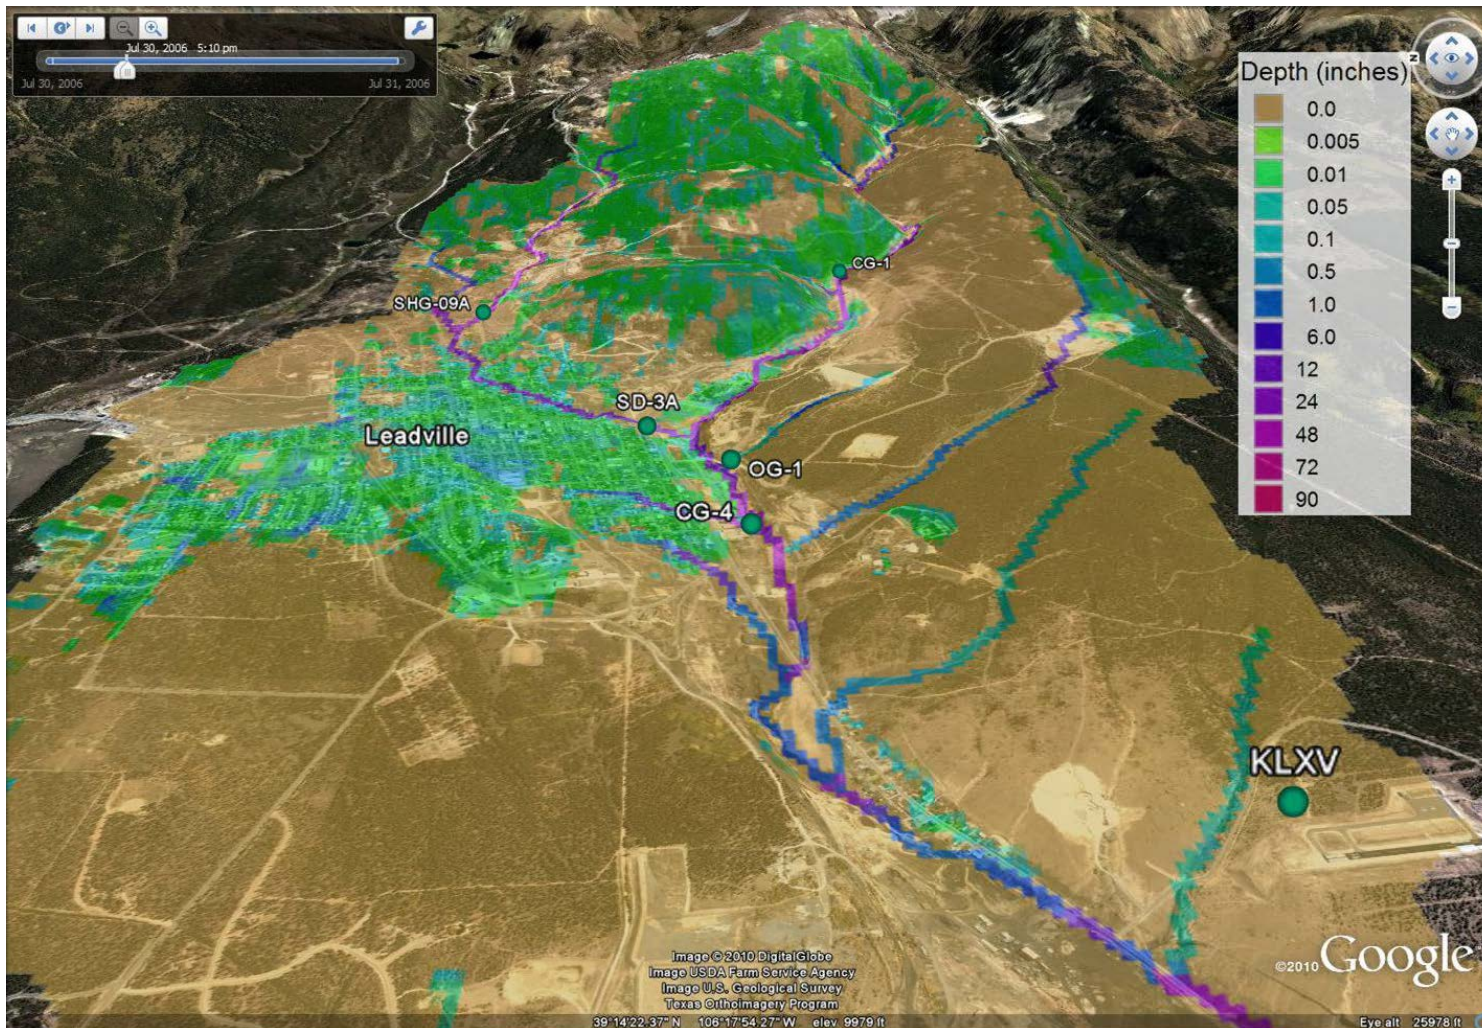 Jul 30, 2006 5:10 pm
Jul 30, 2006
Jul 31, 2006
N
Depth (inches)
0.0
0.005
0.01
0.05
0.1
0.5
1.0
6.0
12
24
48
72
90
CG-1
SHG-09A
SD-3A
Leadville
OG-1
CG-4
KLXV
Image © 2010 DigitalGlobe
Image USDA Farm Service Agency
Image U.S. Geological Survey
Texas Orthoimagery Program
©2010 Google
39°14'22.37" N 106°17'54.27" W elev 9979 ft
Eye alt 25978 ft